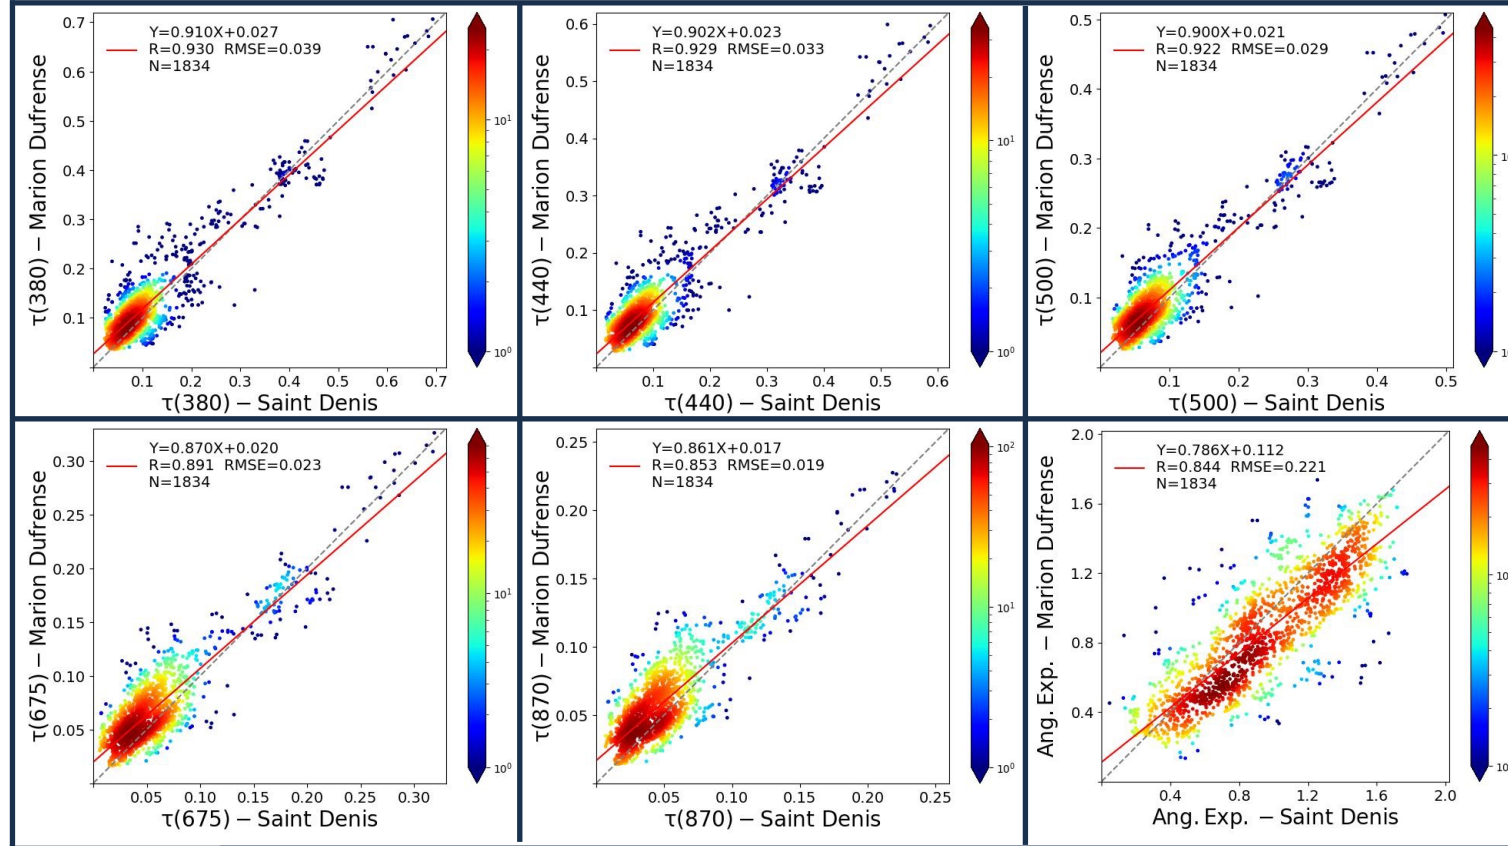 Y=0.910X+0.027
R=0.930 RMSE=0.039
N=1834
0.7
0.6
0.5
0.4
0.3
0.2
0.1
τ(380) – Marion Dufrense
0.1 0.2 0.3 0.4 0.5 0.6 0.7
τ(380) – Saint Denis
10¹
10⁰
Y=0.902X+0.023
R=0.929 RMSE=0.033
N=1834
0.6
0.5
0.4
0.3
0.2
0.1
τ(440) – Marion Dufrense
0.1 0.2 0.3 0.4 0.5 0.6
τ(440) – Saint Denis
10¹
10⁰
Y=0.900X+0.021
R=0.922 RMSE=0.029
N=1834
0.5
0.4
0.3
0.2
0.1
τ(500) – Marion Dufrense
0.1 0.2 0.3 0.4 0.5
τ(500) – Saint Denis
Y=0.870X+0.020
R=0.891 RMSE=0.023
N=1834
0.30
0.25
0.20
0.15
0.10
0.05
τ(675) – Marion Dufrense
0.05 0.10 0.15 0.20 0.25 0.30
τ(675) – Saint Denis
10¹
10⁰
Y=0.861X+0.017
R=0.853 RMSE=0.019
N=1834
0.25
0.20
0.15
0.10
0.05
τ(870) – Marion Dufrense
0.05 0.10 0.15 0.20 0.25
τ(870) – Saint Denis
10²
10¹
10⁰
Y=0.786X+0.112
R=0.844 RMSE=0.221
N=1834
2.0
1.6
1.2
0.8
0.4
Ang. Exp. – Marion Dufrense
0.4 0.8 1.2 1.6 2.0
Ang. Exp. – Saint Denis
10
10